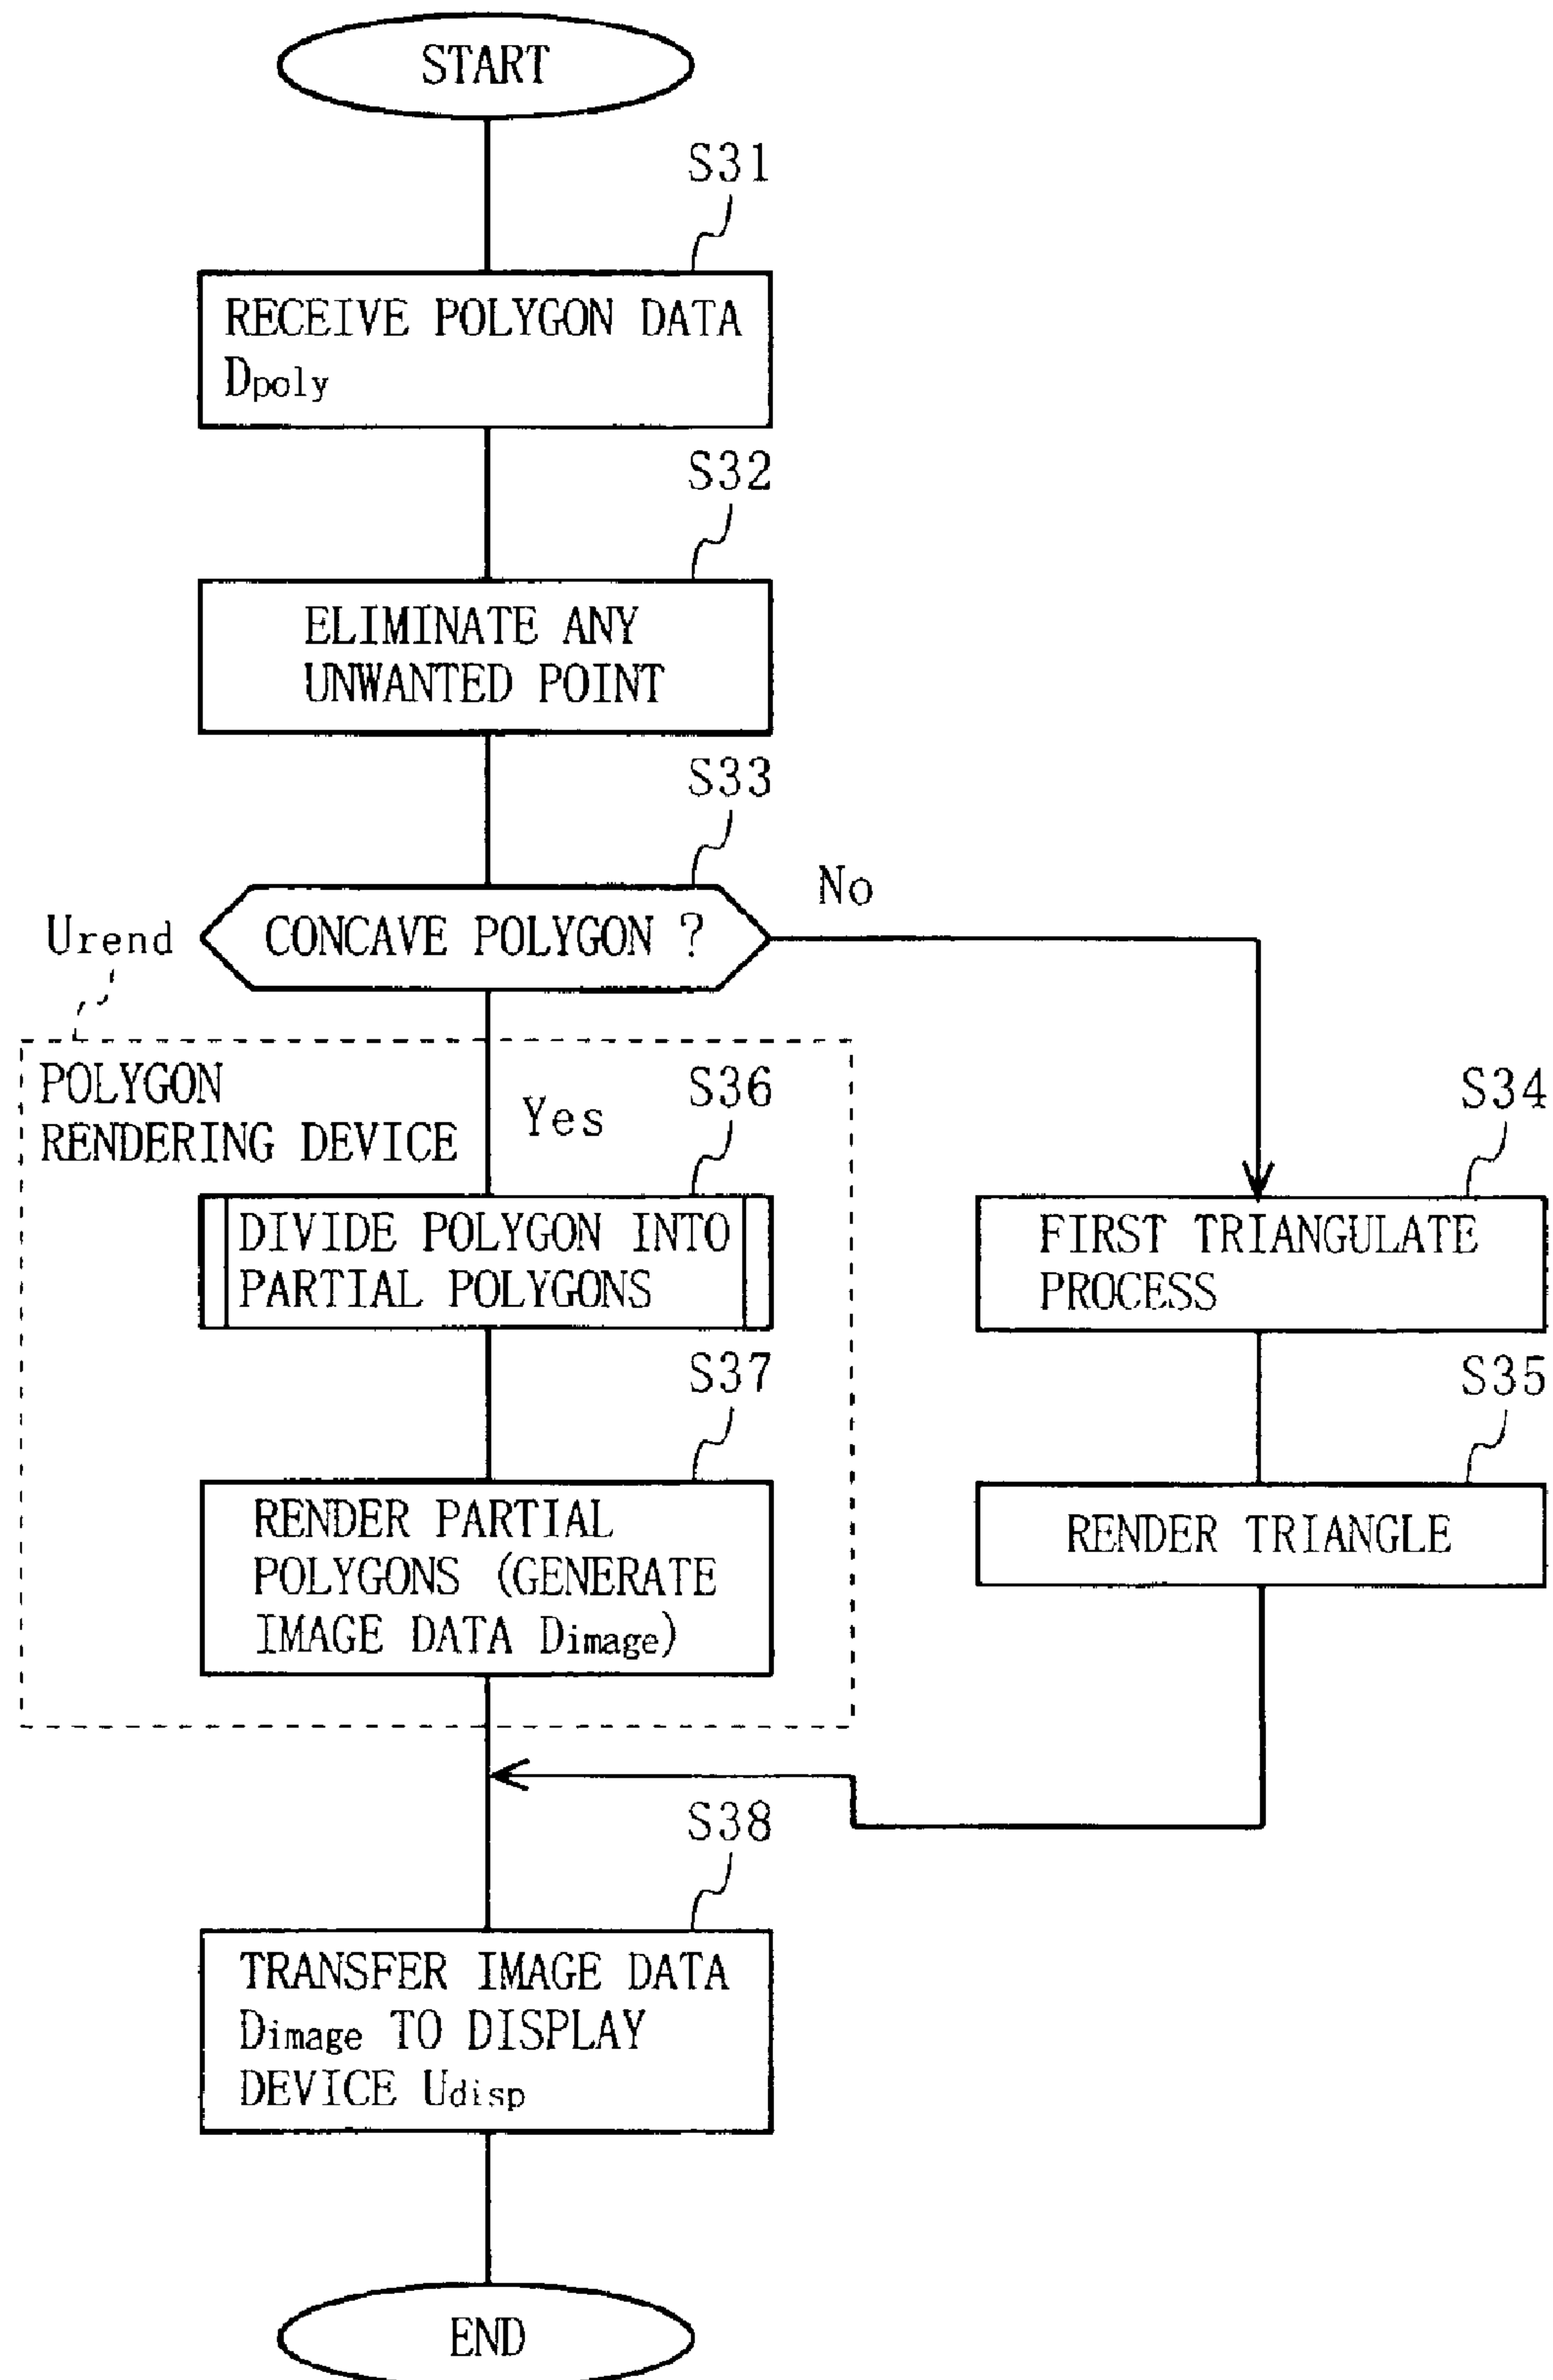 START
S31
RECEIVE POLYGON DATA
Dpoly
S32
ELIMINATE ANY
UNWANTED POINT
S33
CONCAVE POLYGON ?
No
Urend
POLYGON
RENDERING DEVICE
Yes
S36
DIVIDE POLYGON INTO
PARTIAL POLYGONS
S34
FIRST TRIANGULATE
PROCESS
S37
RENDER PARTIAL
POLYGONS (GENERATE
IMAGE DATA Dimage)
S35
RENDER TRIANGLE
S38
TRANSFER IMAGE DATA
Dimage TO DISPLAY
DEVICE Udisp
END